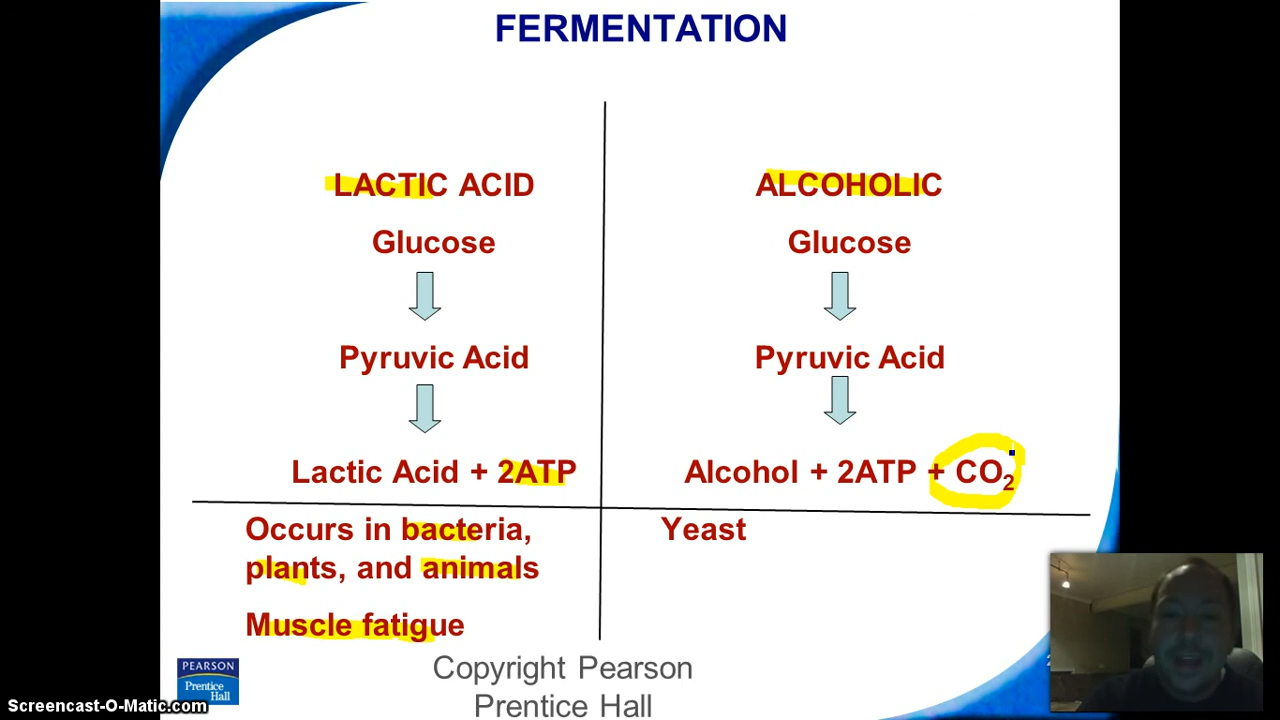 FERMENTATION
LACTIC ACID
Glucose
Pyruvic Acid
Lactic Acid + 2ATP
Occurs in bacteria,
plants, and animals
Muscle fatigue
ALCOHOLIC
Glucose
Pyruvic Acid
Alcohol + 2ATP + CO₂
Yeast
Copyright Pearson
Prentice Hall
PEARSON
Prentice
Hall
Screencast-O-Matic.com